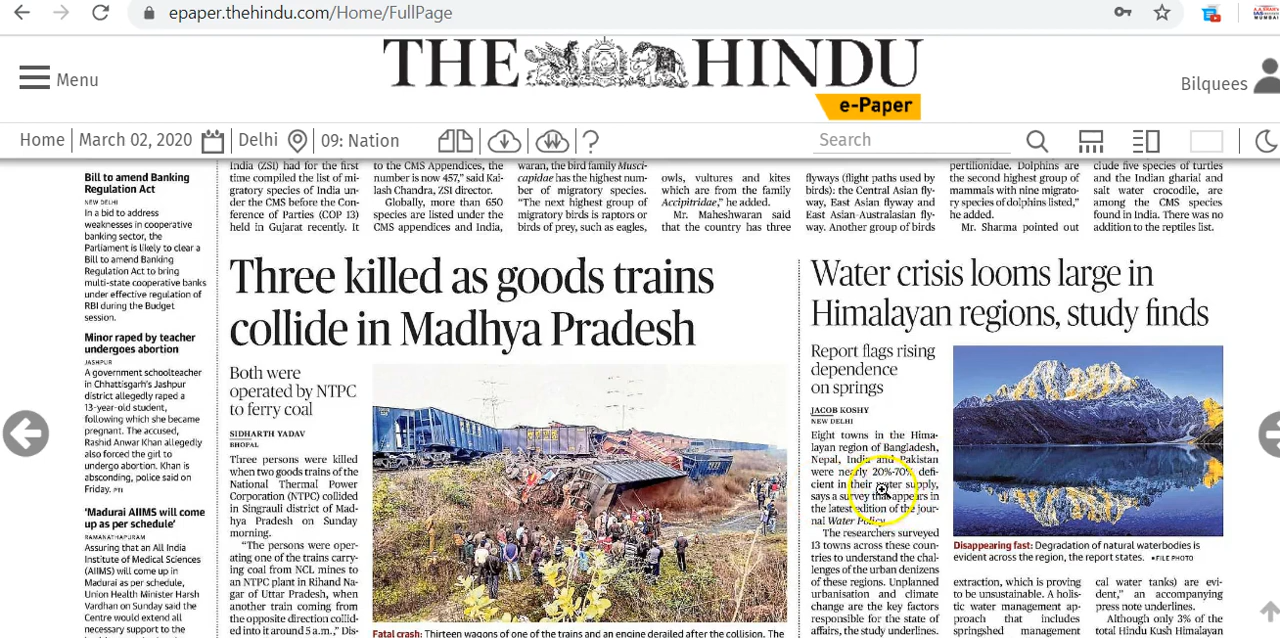 epaper.thehindu.com/Home/FullPage
THE HINDU
e-Paper
Menu
Bilquees
Home
March 02, 2020
Delhi
09: Nation
Search
Bill to amend Banking
Regulation Act
NEW DELHI
In a bid to address
weaknesses in cooperative
banking sector, the
Parliament is likely to clear a
Bill to amend Banking
Regulation Act to bring
multi-state cooperative banks
under effective regulation of
RBI during the Budget
session.
Minor raped by teacher
undergoes abortion
JASHPUR
A government schoolteacher
in Chhattisgarh's Jashpur
district allegedly raped a
13-year-old student,
following which she became
pregnant. The accused,
Rashid Anwar Khan allegedly
also forced the girl to
undergo abortion. Khan is
absconding, police said on
Friday. PTI
'Madurai AIIMS will come
up as per schedule'
RAMANATHAPURAM
Assuring that an All India
Institute of Medical Sciences
(AIIMS) will come up in
Madurai as per schedule,
Union Health Minister Harsh
Vardhan on Sunday said the
Centre would extend all
necessary support to the
India (ZSI) had for the first
time compiled the list of mi-
gratory species of India un-
der the CMS before the Con-
ference of Parties (COP 13)
held in Gujarat recently. It
to the CMS Appendices, the
number is now 457," said Kai-
lash Chandra, ZSI director.
Globally, more than 650
species are listed under the
CMS appendices and India,
waran, the bird family Musci-
capidae has the highest num-
ber of migratory species.
"The next highest group of
migratory birds is raptors or
birds of prey, such as eagles,
owls, vultures and kites
which are from the family
Accipitridae," he added.
Mr. Maheshwaran said
that the country has three
flyways (flight paths used by
birds): the Central Asian fly-
way, East Asian flyway and
East Asian-Australasian fly-
way. Another group of birds
pertilionidae. Dolphins are
the second highest group of
mammals with nine migrato-
ry species of dolphins listed,"
he added.
Mr. Sharma pointed out
clude five species of turtles
and the Indian gharial and
salt water crocodile, are
among the CMS species
found in India. There was no
addition to the reptiles list.
Three killed as goods trains
collide in Madhya Pradesh
Both were
operated by NTPC
to ferry coal
SIDHARTH YADAV
BHOPAL
Three persons were killed
when two goods trains of the
National Thermal Power
Corporation (NTPC) collided
in Singrauli district of Mad-
hya Pradesh on Sunday
morning.
"The persons were oper-
ating one of the trains carry-
ing coal from NCL mines to
an NTPC plant in Rihand Na-
gar of Uttar Pradesh, when
another train coming from
the opposite direction collid-
ed into it around 5 a.m.," Dis-
Fatal crash: Thirteen wagons of one of the trains and an engine derailed after the collision. The
Water crisis looms large in
Himalayan regions, study finds
Report flags rising
dependence
on springs
JACOB KOSHY
NEW DELHI
Eight towns in the Hima-
layan region of Bangladesh,
Nepal, India and Pakistan
were nearly 20%-70% defi-
cient in their water supply,
says a survey that appears in
the latest edition of the jour-
nal Water Policy.
The researchers surveyed
13 towns across these coun-
tries to understand the chal-
lenges of the urban denizens
of these regions. Unplanned
urbanisation and climate
change are the key factors
responsible for the state of
affairs, the study underlines.
Disappearing fast: Degradation of natural waterbodies is
evident across the region, the report states. •FILE PHOTO
extraction, which is proving
to be unsustainable. A holis-
tic water management ap-
proach that includes
springshed management
cal water tanks) are evi-
dent," an accompanying
press note underlines.
Although only 3% of the
total Hindu Kush Himalayan